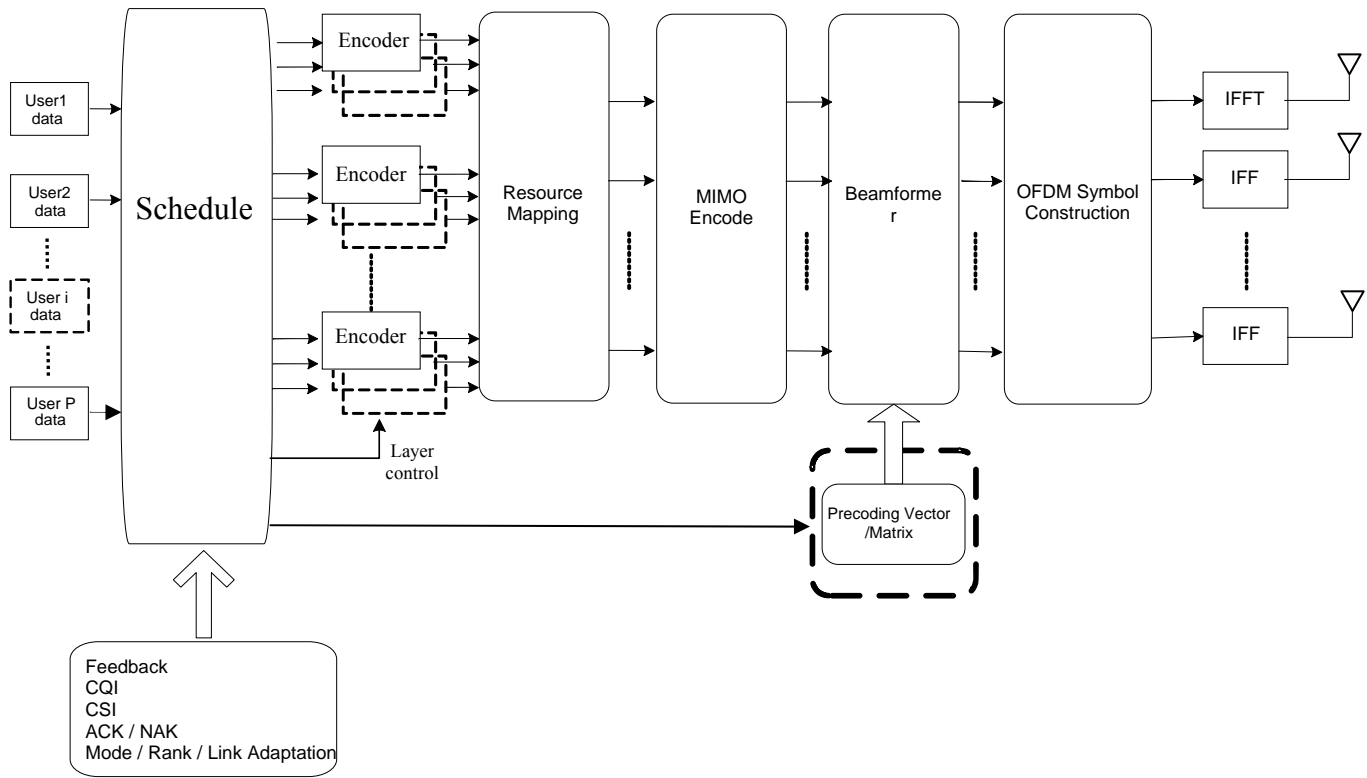 User1
data
User2
data
User i
data
User P
data
Schedule
Encoder
Encoder
Encoder
Layer
control
Resource
Mapping
MIMO
Encode
Beamforme
r
OFDM Symbol
Construction
IFFT
IFF
IFF
Precoding Vector
/Matrix
Feedback
CQI
CSI
ACK / NAK
Mode / Rank / Link Adaptation